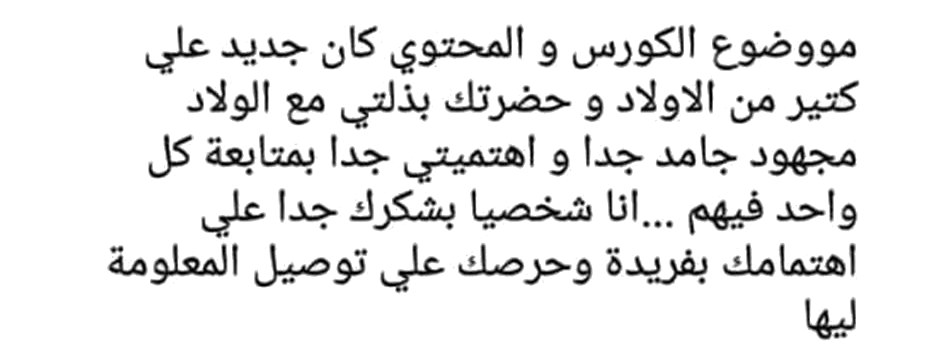 مووضوع الكورس و المحتوي كان جديد علي
كتير من الاولاد و حضرتك بذلتي مع الولاد
مجهود جامد جدا و اهتميتي جدا بمتابعة كل
واحد فيهم ...انا شخصيا بشكرك جدا علي
اهتمامك بفريدة وحرصك علي توصيل المعلومة
ليها